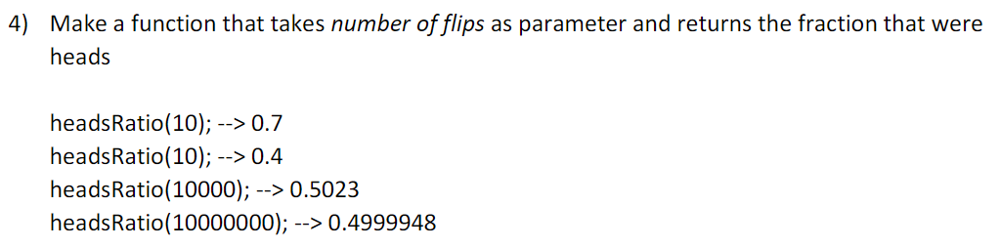 4) Make a function that takes number of flips as parameter and returns the fraction that were
heads
headsRatio(10); --> 0.7
headsRatio(10); --> 0.4
headsRatio(10000); --> 0.5023
headsRatio(10000000); --> 0.4999948